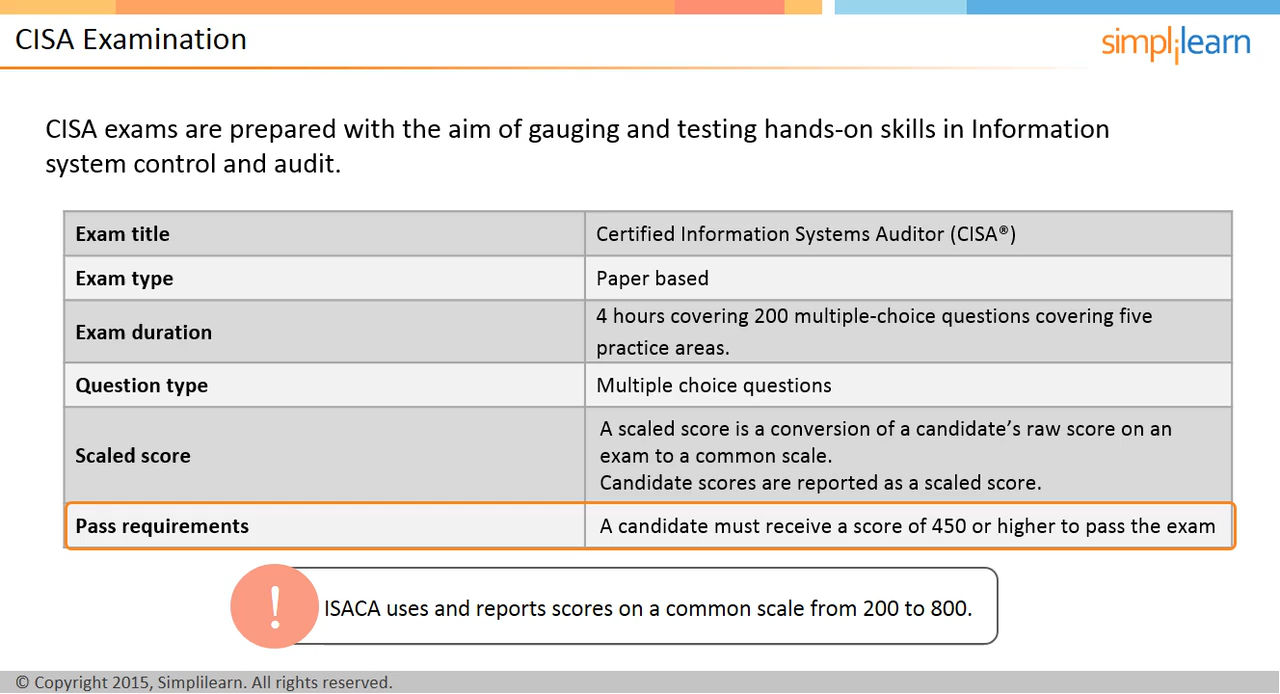 CISA Examination
simplilearn
CISA exams are prepared with the aim of gauging and testing hands-on skills in Information
system control and audit.
Exam title
Certified Information Systems Auditor (CISA®)
Exam type
Paper based
Exam duration
4 hours covering 200 multiple-choice questions covering five
practice areas.
Question type
Multiple choice questions
Scaled score
A scaled score is a conversion of a candidate’s raw score on an
exam to a common scale.
Candidate scores are reported as a scaled score.
Pass requirements
A candidate must receive a score of 450 or higher to pass the exam
!
ISACA uses and reports scores on a common scale from 200 to 800.
© Copyright 2015, Simplilearn. All rights reserved.